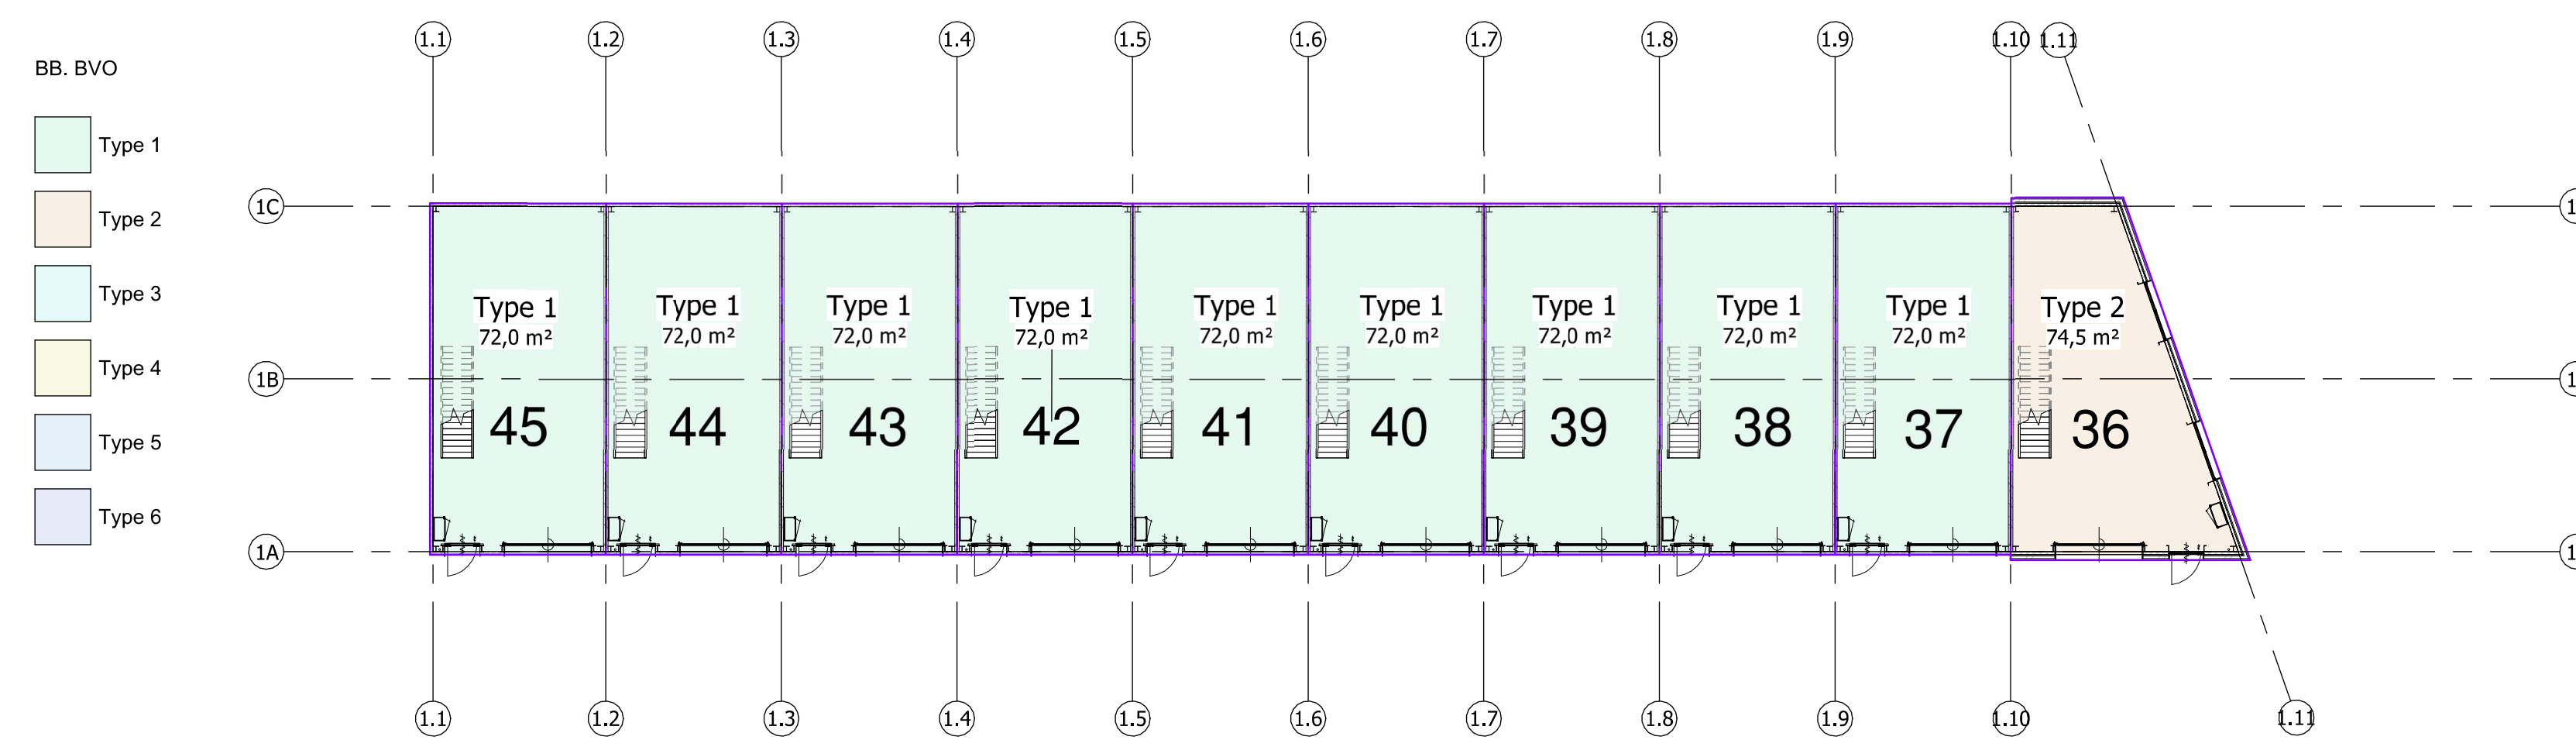 1.1 1.2 1.3 1.4 1.5 1.6 1.7 1.8 1.9 1.10 1.11
BB. BVO
Type 1
Type 2
Type 3
Type 4
Type 5
Type 6
1C
1B
1A
Type 1
72,0 m²
45
Type 1
72,0 m²
44
Type 1
72,0 m²
43
Type 1
72,0 m²
42
Type 1
72,0 m²
41
Type 1
72,0 m²
40
Type 1
72,0 m²
39
Type 1
72,0 m²
38
Type 1
72,0 m²
37
Type 2
74,5 m²
36
1.1 1.2 1.3 1.4 1.5 1.6 1.7 1.8 1.9 1.10 1.11